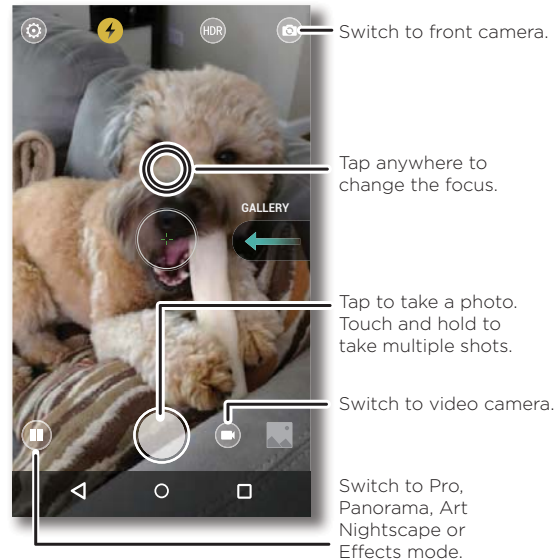 HDR
Switch to front camera.
Tap anywhere to
change the focus.
GALLERY
Tap to take a photo.
Touch and hold to
take multiple shots.
Switch to video camera.
Switch to Pro,
Panorama, Art
Nightscape or
Effects mode.